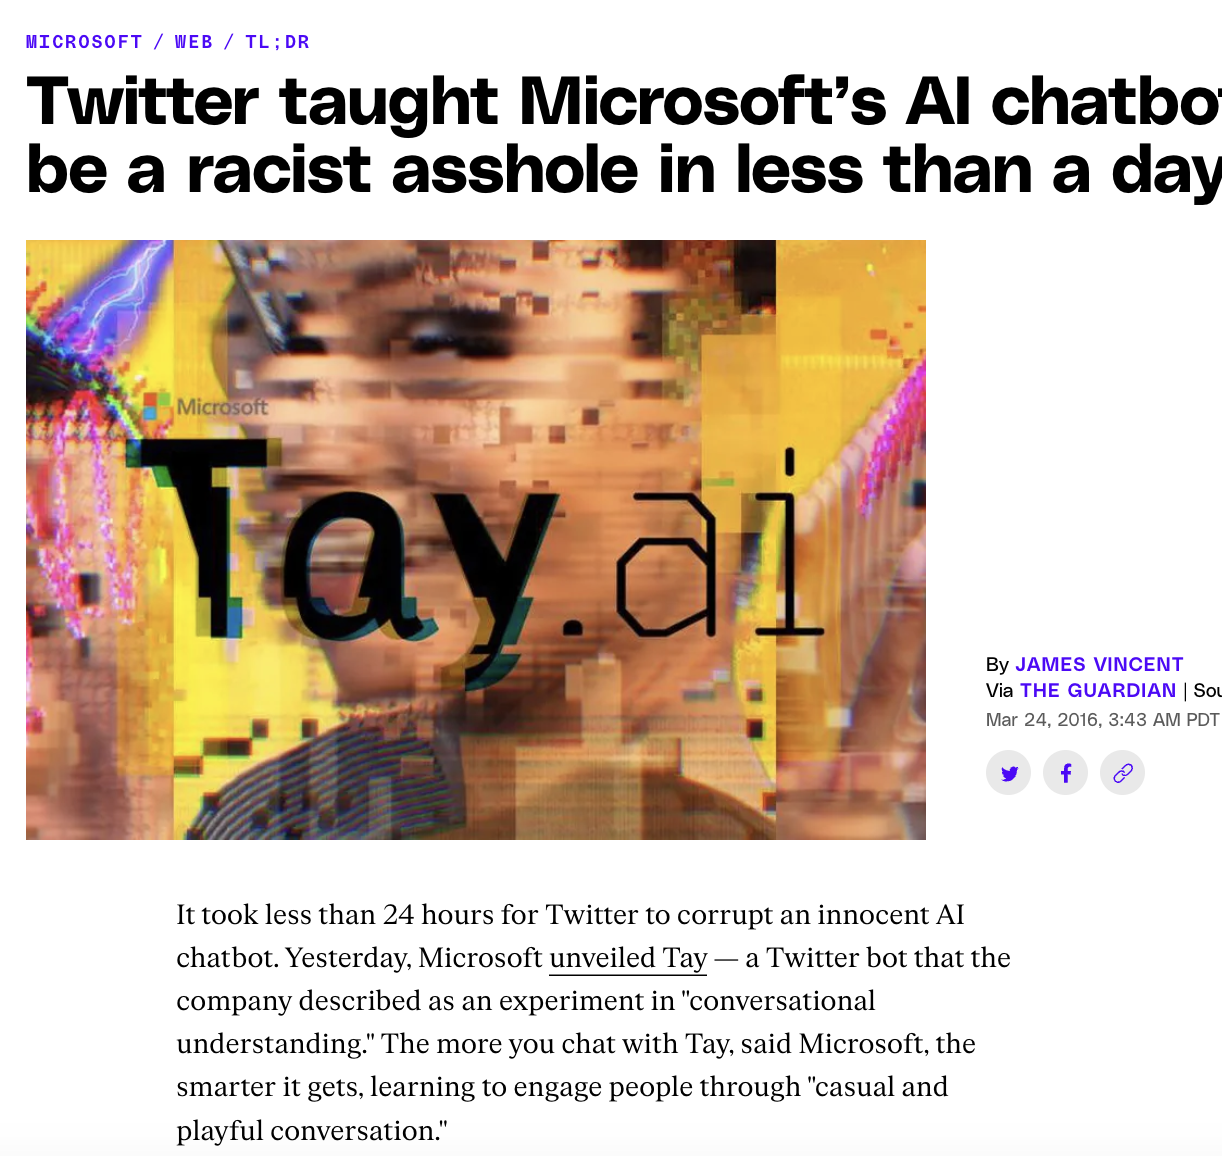 MICROSOFT / WEB / TL;DR
Twitter taught Microsoft’s AI chatbot
be a racist asshole in less than a day
Microsoft
Tay.ai
By JAMES VINCENT
Via THE GUARDIAN | Sou
Mar 24, 2016, 3:43 AM PDT
It took less than 24 hours for Twitter to corrupt an innocent AI
chatbot. Yesterday, Microsoft unveiled Tay — a Twitter bot that the
company described as an experiment in "conversational
understanding." The more you chat with Tay, said Microsoft, the
smarter it gets, learning to engage people through "casual and
playful conversation."